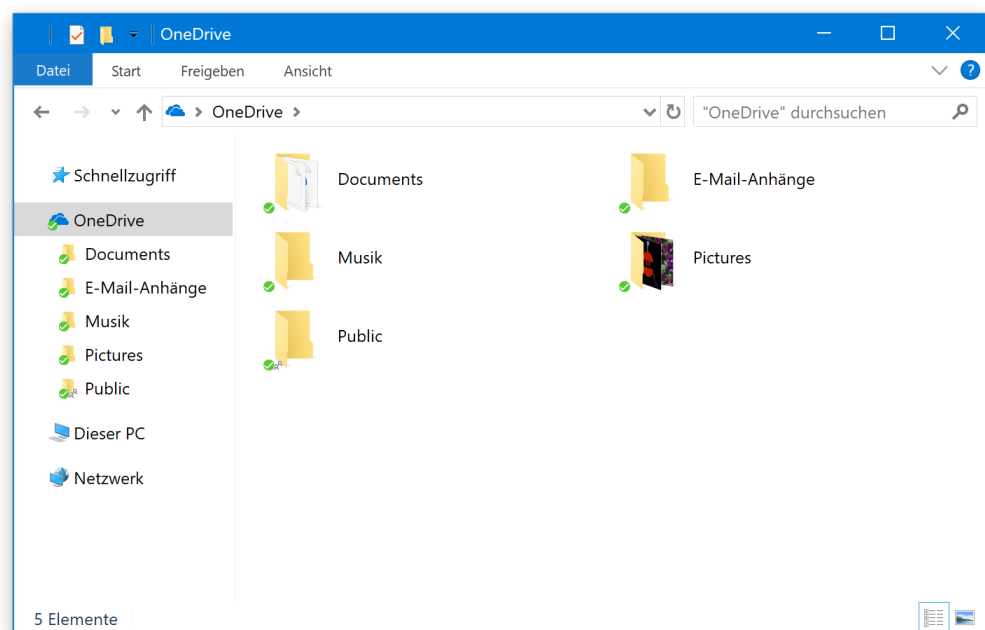 OneDrive
Datei Start Freigeben Ansicht ?
OneDrive "OneDrive" durchsuchen
Schnellzugriff
OneDrive
Documents
E-Mail-Anhänge
Musik
Pictures
Public
Dieser PC
Netzwerk
Documents E-Mail-Anhänge
Musik Pictures
Public
5 Elemente